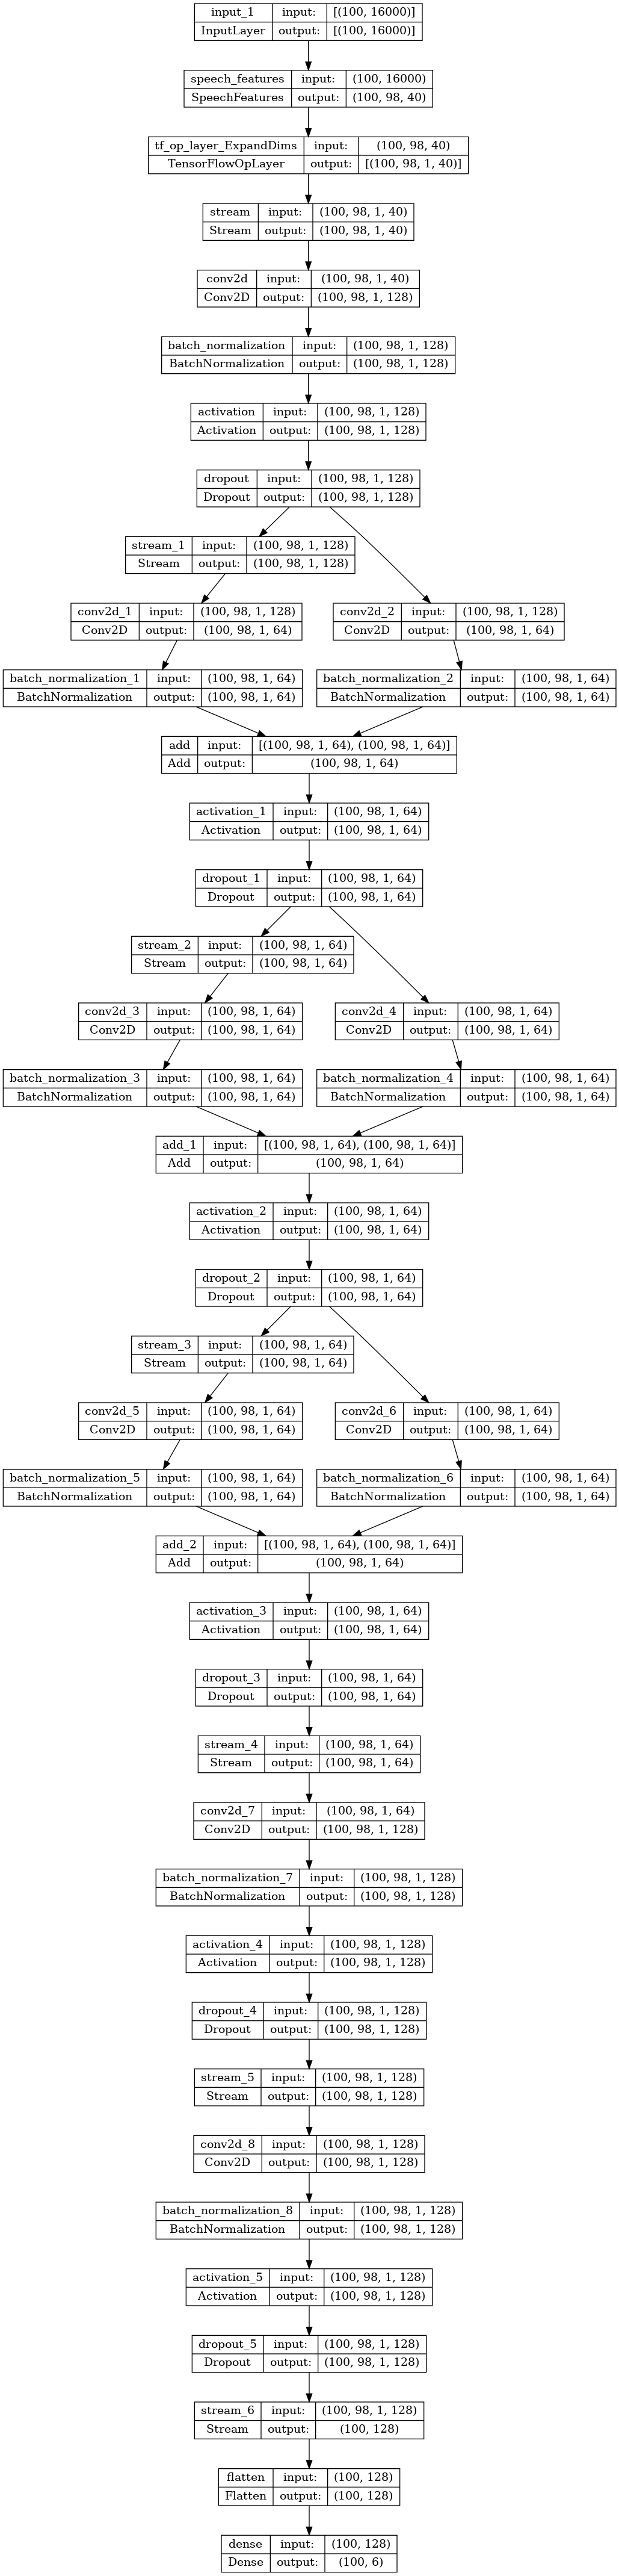 input_1 input: [(100, 16000)]
InputLayer output: [(100, 16000)]
speech_features input: (100, 16000)
SpeechFeatures output: (100, 98, 40)
tf_op_layer_ExpandDims input: (100, 98, 40)
TensorFlowOpLayer output: [(100, 98, 1, 40)]
stream input: (100, 98, 1, 40)
Stream output: (100, 98, 1, 40)
conv2d input: (100, 98, 1, 40)
Conv2D output: (100, 98, 1, 128)
batch_normalization input: (100, 98, 1, 128)
BatchNormalization output: (100, 98, 1, 128)
activation input: (100, 98, 1, 128)
Activation output: (100, 98, 1, 128)
dropout input: (100, 98, 1, 128)
Dropout output: (100, 98, 1, 128)
stream_1 input: (100, 98, 1, 128)
Stream output: (100, 98, 1, 128)
conv2d_1 input: (100, 98, 1, 128)
Conv2D output: (100, 98, 1, 64)
conv2d_2 input: (100, 98, 1, 128)
Conv2D output: (100, 98, 1, 64)
batch_normalization_1 input: (100, 98, 1, 64)
BatchNormalization output: (100, 98, 1, 64)
batch_normalization_2 input: (100, 98, 1, 64)
BatchNormalization output: (100, 98, 1, 64)
add input: [(100, 98, 1, 64), (100, 98, 1, 64)]
Add output: (100, 98, 1, 64)
activation_1 input: (100, 98, 1, 64)
Activation output: (100, 98, 1, 64)
dropout_1 input: (100, 98, 1, 64)
Dropout output: (100, 98, 1, 64)
stream_2 input: (100, 98, 1, 64)
Stream output: (100, 98, 1, 64)
conv2d_3 input: (100, 98, 1, 64)
Conv2D output: (100, 98, 1, 64)
conv2d_4 input: (100, 98, 1, 64)
Conv2D output: (100, 98, 1, 64)
batch_normalization_3 input: (100, 98, 1, 64)
BatchNormalization output: (100, 98, 1, 64)
batch_normalization_4 input: (100, 98, 1, 64)
BatchNormalization output: (100, 98, 1, 64)
add_1 input: [(100, 98, 1, 64), (100, 98, 1, 64)]
Add output: (100, 98, 1, 64)
activation_2 input: (100, 98, 1, 64)
Activation output: (100, 98, 1, 64)
dropout_2 input: (100, 98, 1, 64)
Dropout output: (100, 98, 1, 64)
stream_3 input: (100, 98, 1, 64)
Stream output: (100, 98, 1, 64)
conv2d_5 input: (100, 98, 1, 64)
Conv2D output: (100, 98, 1, 64)
conv2d_6 input: (100, 98, 1, 64)
Conv2D output: (100, 98, 1, 64)
batch_normalization_5 input: (100, 98, 1, 64)
BatchNormalization output: (100, 98, 1, 64)
batch_normalization_6 input: (100, 98, 1, 64)
BatchNormalization output: (100, 98, 1, 64)
add_2 input: [(100, 98, 1, 64), (100, 98, 1, 64)]
Add output: (100, 98, 1, 64)
activation_3 input: (100, 98, 1, 64)
Activation output: (100, 98, 1, 64)
dropout_3 input: (100, 98, 1, 64)
Dropout output: (100, 98, 1, 64)
stream_4 input: (100, 98, 1, 64)
Stream output: (100, 98, 1, 64)
conv2d_7 input: (100, 98, 1, 64)
Conv2D output: (100, 98, 1, 128)
batch_normalization_7 input: (100, 98, 1, 128)
BatchNormalization output: (100, 98, 1, 128)
activation_4 input: (100, 98, 1, 128)
Activation output: (100, 98, 1, 128)
dropout_4 input: (100, 98, 1, 128)
Dropout output: (100, 98, 1, 128)
stream_5 input: (100, 98, 1, 128)
Stream output: (100, 98, 1, 128)
conv2d_8 input: (100, 98, 1, 128)
Conv2D output: (100, 98, 1, 128)
batch_normalization_8 input: (100, 98, 1, 128)
BatchNormalization output: (100, 98, 1, 128)
activation_5 input: (100, 98, 1, 128)
Activation output: (100, 98, 1, 128)
dropout_5 input: (100, 98, 1, 128)
Dropout output: (100, 98, 1, 128)
stream_6 input: (100, 98, 1, 128)
Stream output: (100, 128)
flatten input: (100, 128)
Flatten output: (100, 128)
dense input: (100, 128)
Dense output: (100, 6)